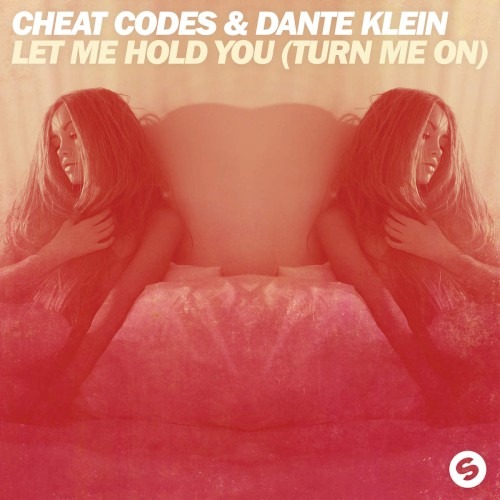 CHEAT CODES & DANTE KLEIN
LET ME HOLD YOU (TURN ME ON)
S